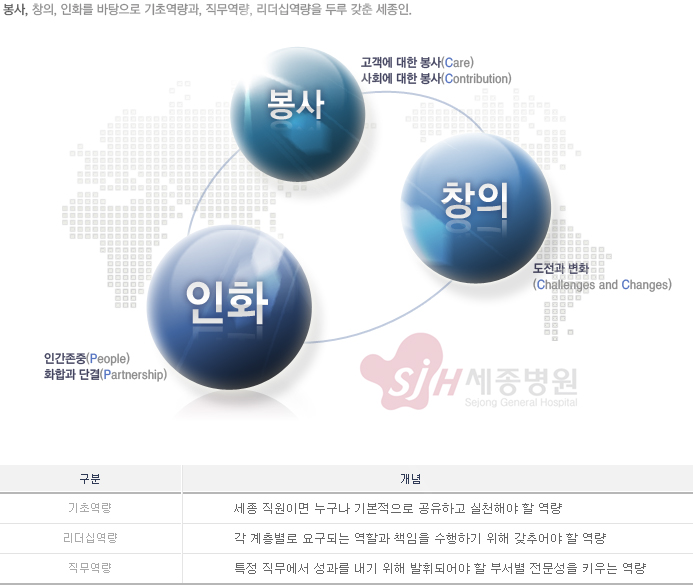 봉사, 창의, 인화를 바탕으로 기초역량과, 직무역량, 리더십역량을 두루 갖춘 세종인.
고객에 대한 봉사(Care)
사회에 대한 봉사(Contribution)
봉사
창의
도전과 변화
(Challenges and Changes)
인화
인간존중(People)
화합과 단결(Partnership)
SJH 세종병원
Sejong General Hospital
구분 개념
기초역량 세종 직원이면 누구나 기본적으로 공유하고 실천해야 할 역량
리더십역량 각 계층별로 요구되는 역할과 책임을 수행하기 위해 갖추어야 할 역량
직무역량 특정 직무에서 성과를 내기 위해 발휘되어야 할 부서별 전문성을 키우는 역량